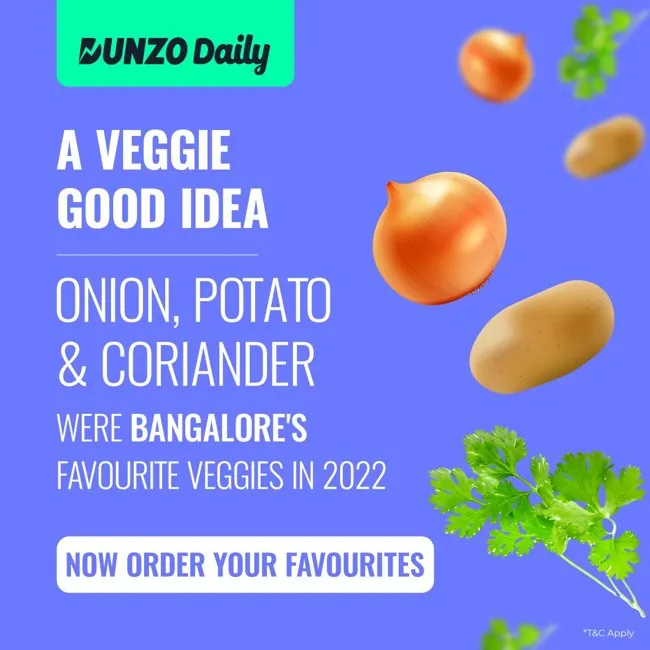 DUNZO Daily
A VEGGIE
GOOD IDEA
ONION, POTATO
& CORIANDER
WERE BANGALORE'S
FAVOURITE VEGGIES IN 2022
NOW ORDER YOUR FAVOURITES
*T&C Apply